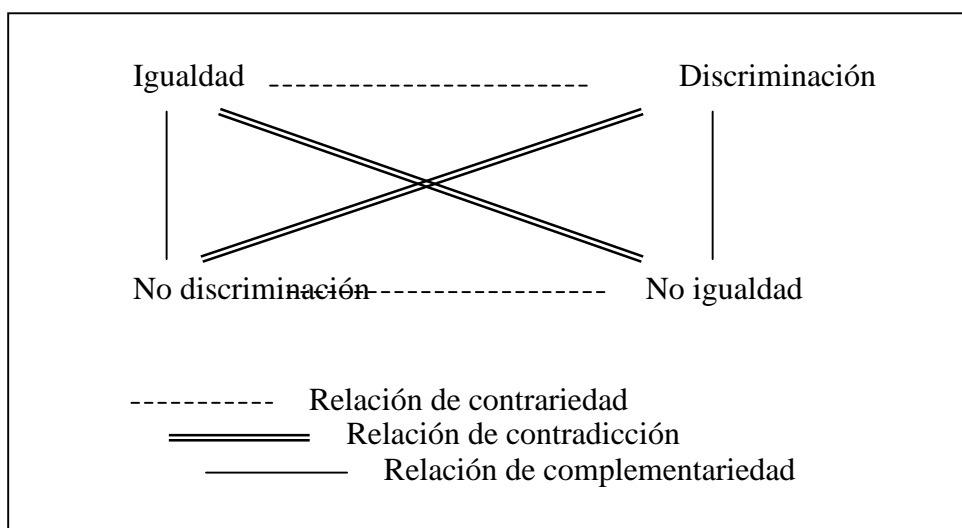 Igualdad Discriminación
No discriminación No igualdad
Relación de contrariedad
Relación de contradicción
Relación de complementariedad